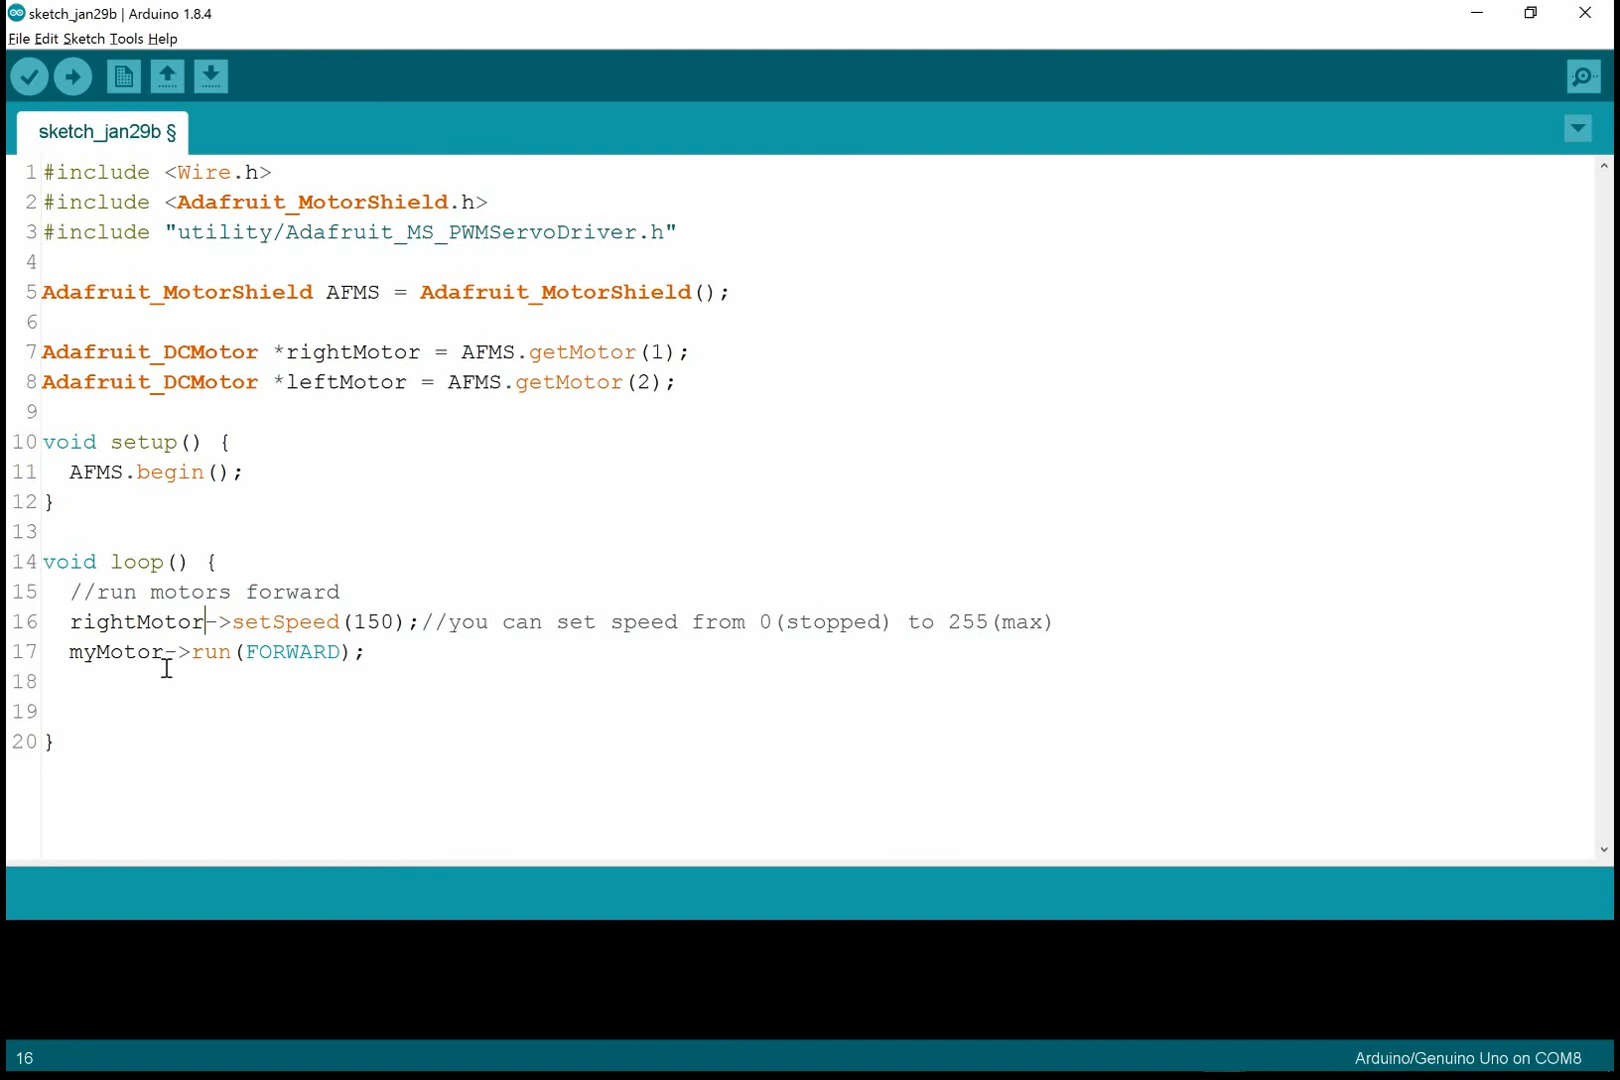 sketch_jan29b | Arduino 1.8.4
File Edit Sketch Tools Help
sketch_jan29b §
1 #include <Wire.h>
2 #include <Adafruit_MotorShield.h>
3 #include "utility/Adafruit_MS_PWMServoDriver.h"
4
5 Adafruit_MotorShield AFMS = Adafruit_MotorShield();
6
7 Adafruit_DCMotor *rightMotor = AFMS.getMotor(1);
8 Adafruit_DCMotor *leftMotor = AFMS.getMotor(2);
9
10 void setup() {
11   AFMS.begin();
12 }
13
14 void loop() {
15   //run motors forward
16   rightMotor->setSpeed(150);//you can set speed from 0(stopped) to 255(max)
17   myMotor->run(FORWARD);
18
19
20 }
16
Arduino/Genuino Uno on COM8